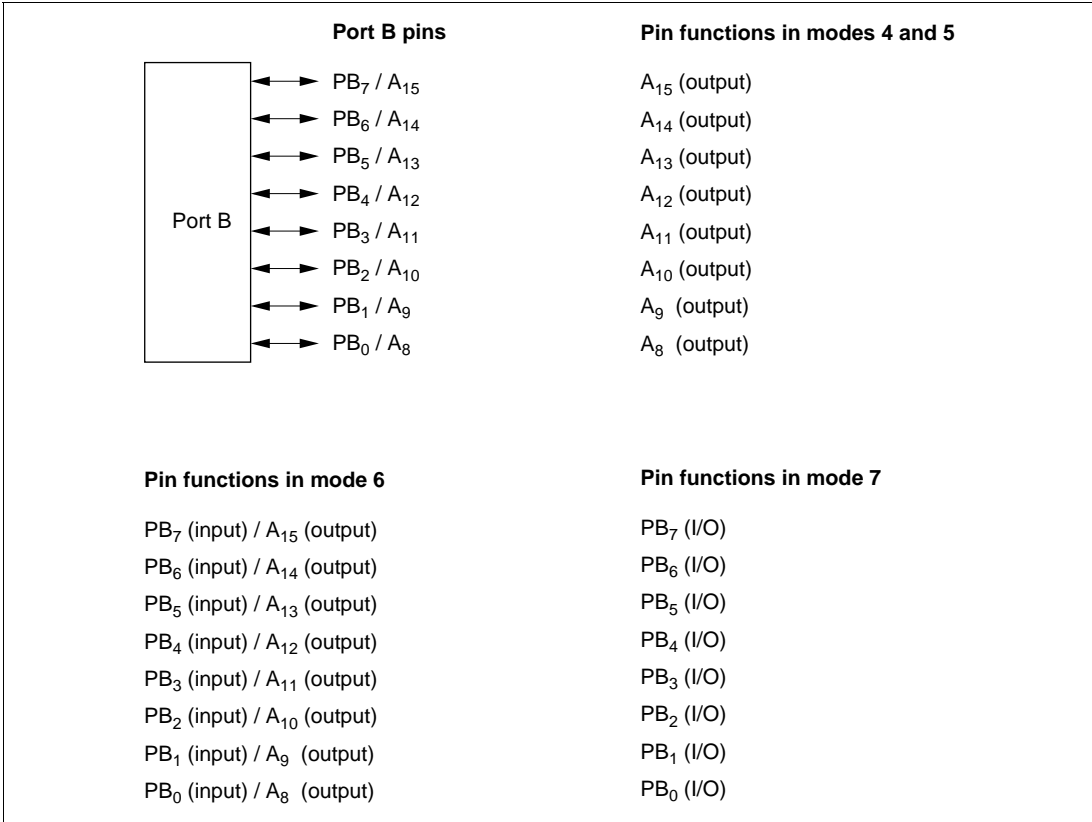 Port B pins
Pin functions in modes 4 and 5
Port B
PB₇ / A₁₅
A₁₅ (output)
PB₆ / A₁₄
A₁₄ (output)
PB₅ / A₁₃
A₁₃ (output)
PB₄ / A₁₂
A₁₂ (output)
PB₃ / A₁₁
A₁₁ (output)
PB₂ / A₁₀
A₁₀ (output)
PB₁ / A₉
A₉ (output)
PB₀ / A₈
A₈ (output)
Pin functions in mode 6
PB₇ (input) / A₁₅ (output)
PB₆ (input) / A₁₄ (output)
PB₅ (input) / A₁₃ (output)
PB₄ (input) / A₁₂ (output)
PB₃ (input) / A₁₁ (output)
PB₂ (input) / A₁₀ (output)
PB₁ (input) / A₉ (output)
PB₀ (input) / A₈ (output)
Pin functions in mode 7
PB₇ (I/O)
PB₆ (I/O)
PB₅ (I/O)
PB₄ (I/O)
PB₃ (I/O)
PB₂ (I/O)
PB₁ (I/O)
PB₀ (I/O)